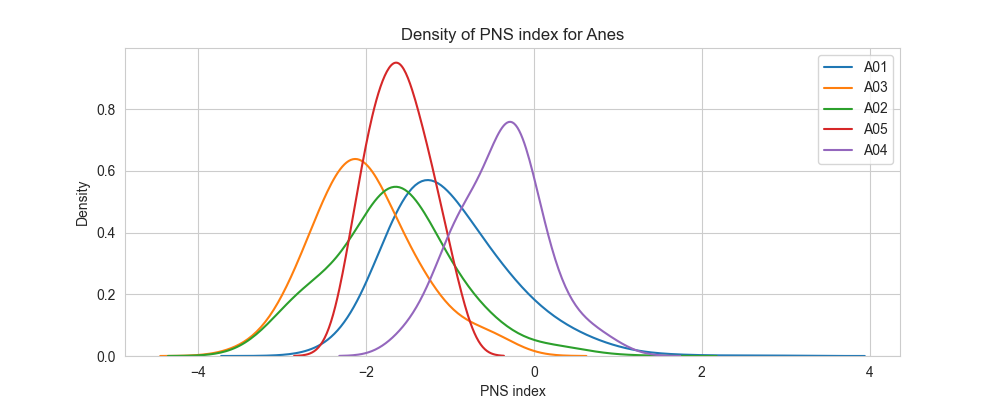 Density of PNS index for Anes
A01
A03
A02
A05
A04
Density
0.8
0.6
0.4
0.2
0.0
−4
−2
0
2
4
PNS index